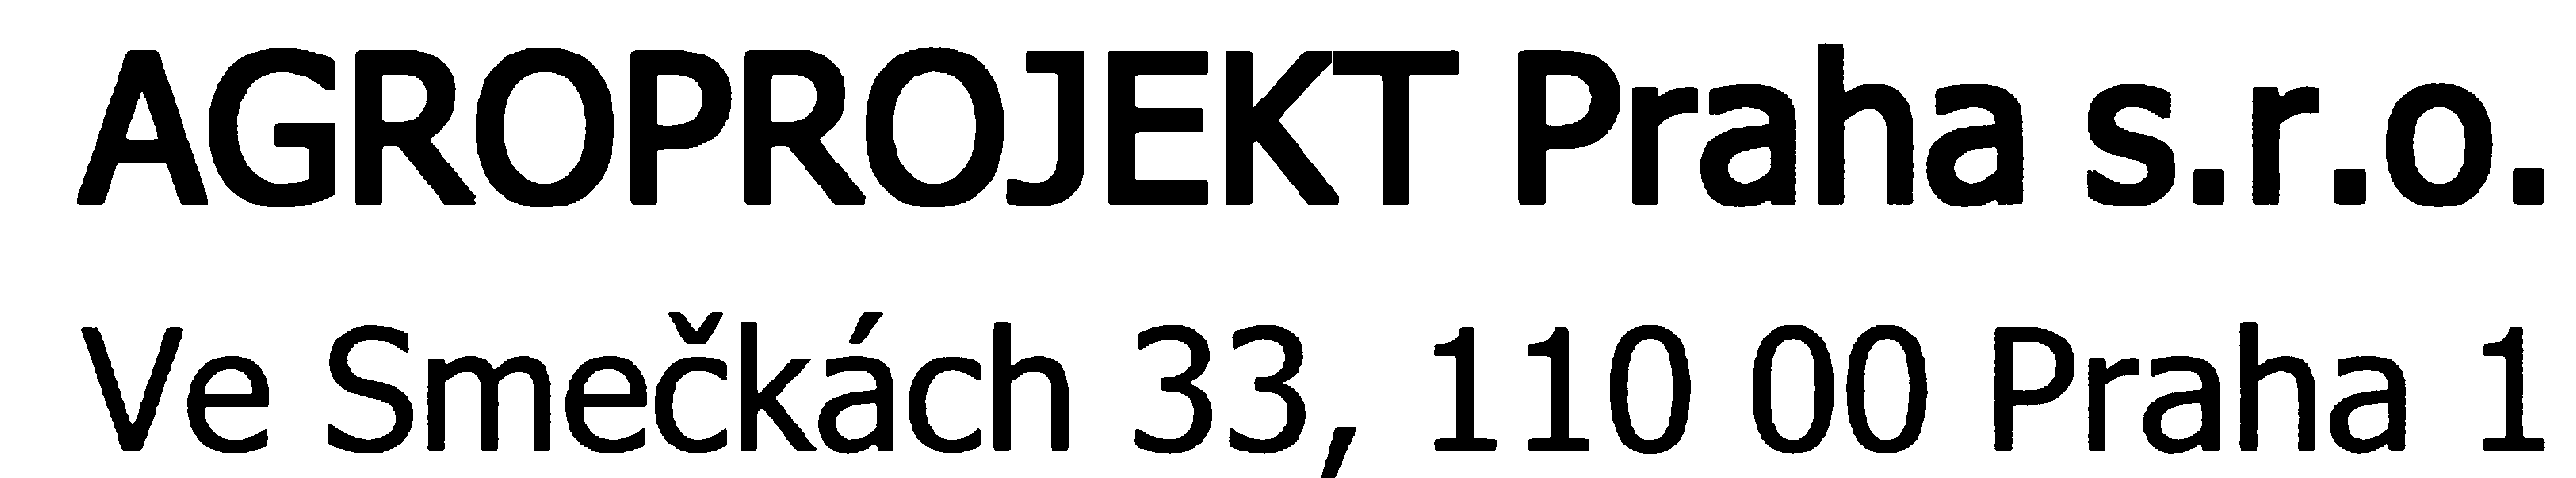 AGROPROJEKT Praha s.r.o.
Ve Smečkách 33, 110 00 Praha 1